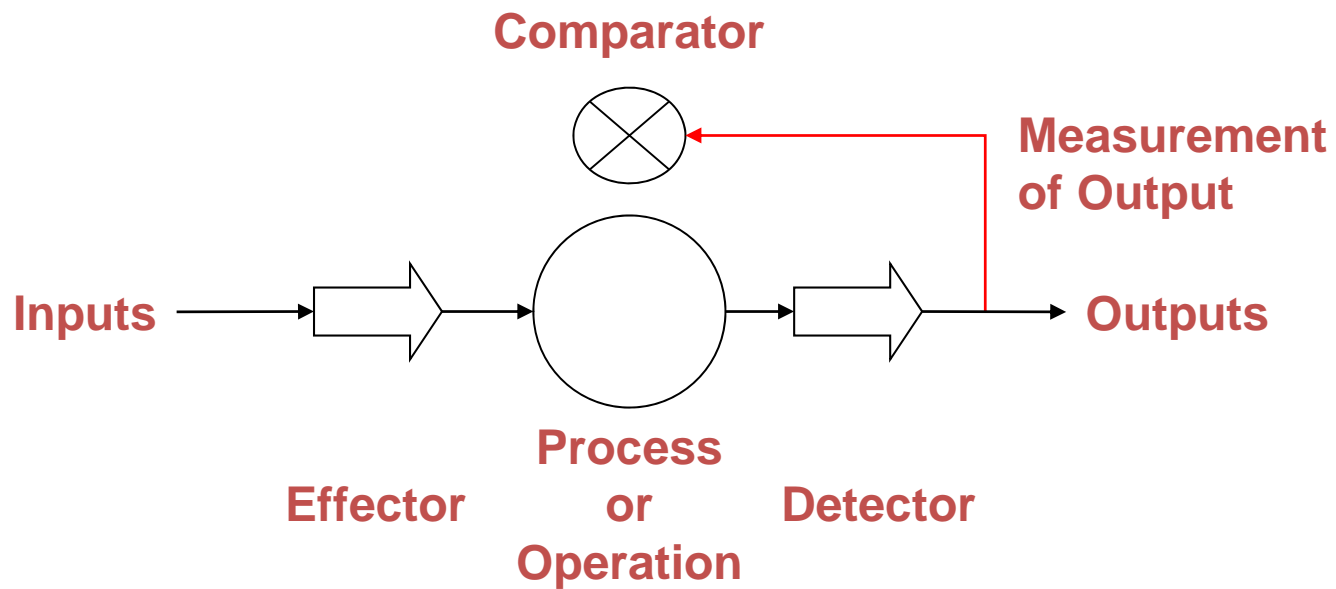 Comparator
Measurement
of Output
Inputs
Outputs
Process
or
Operation
Effector
Detector